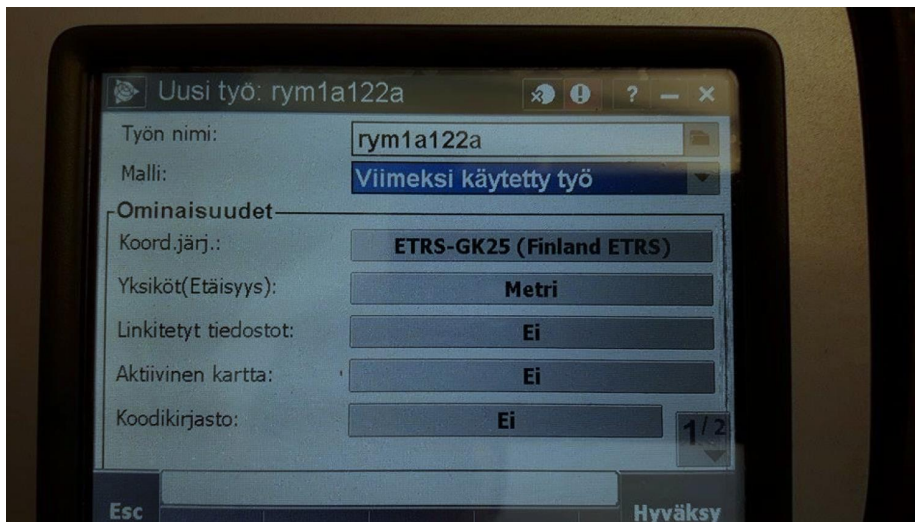 Uusi työ: rym1a122a ? — ×
Työn nimi: rym1a122a
Malli: Viimeksi käytetty työ
Ominaisuudet
Koord.järj.: ETRS-GK25 (Finland ETRS)
Yksiköt(Etäisyys): Metri
Linkitetyt tiedostot: Ei
Aktiivinen kartta: Ei
Koodikirjasto: Ei
1/2
Esc Hyväksy